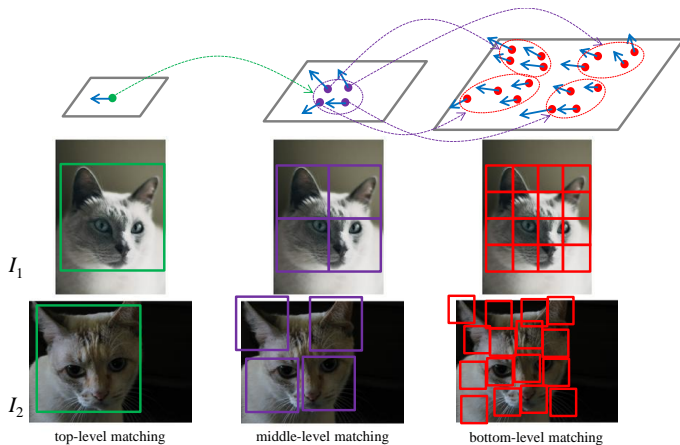 I1
I2
top-level matching
middle-level matching
bottom-level matching